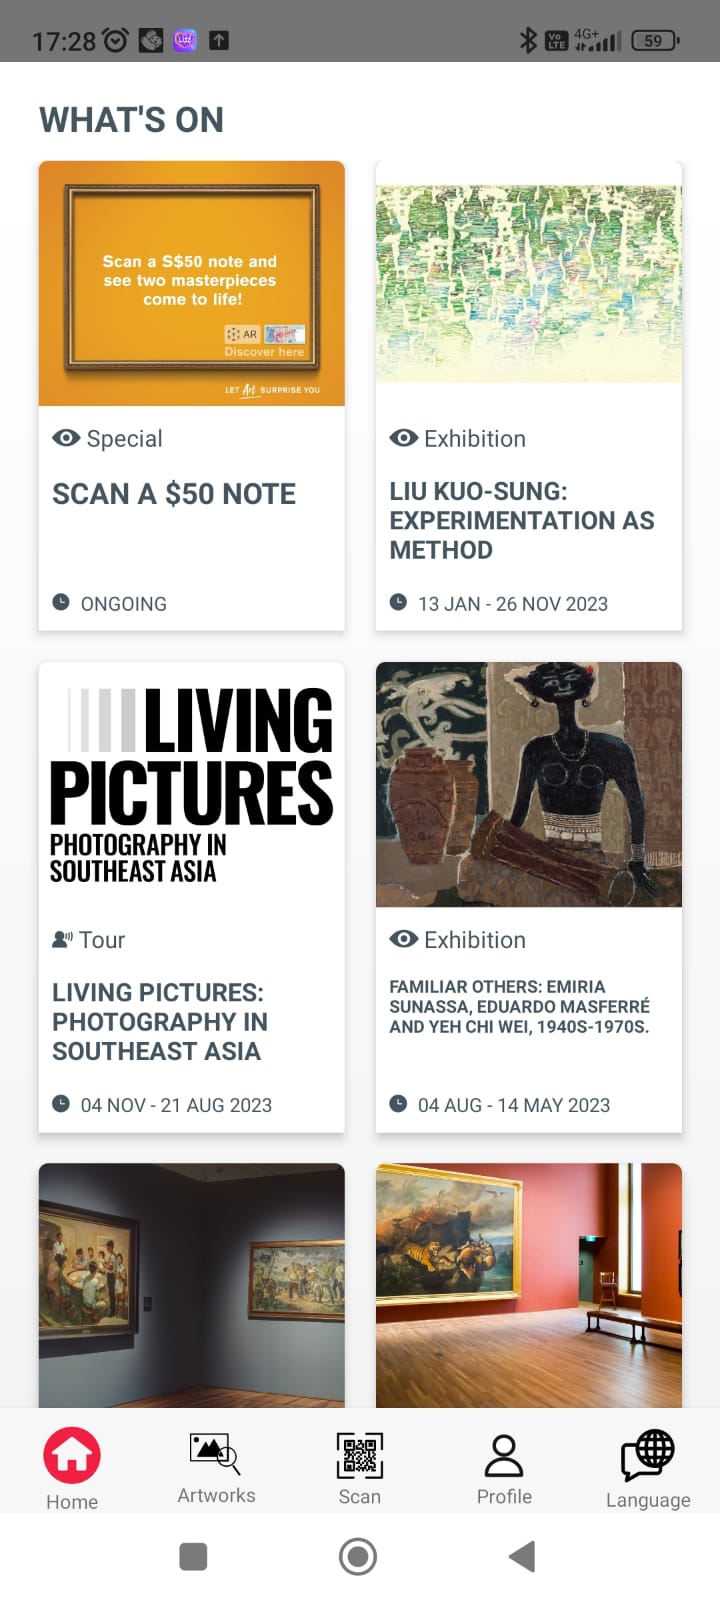 17:28
Vo
LTE
4G+
59
WHAT'S ON
Scan a S$50 note and
see two masterpieces
come to life!
AR
Discover here
LET Art SURPRISE YOU
Special
SCAN A $50 NOTE
ONGOING
Exhibition
LIU KUO-SUNG:
EXPERIMENTATION AS
METHOD
13 JAN - 26 NOV 2023
LIVING
PICTURES
PHOTOGRAPHY IN
SOUTHEAST ASIA
Tour
LIVING PICTURES:
PHOTOGRAPHY IN
SOUTHEAST ASIA
04 NOV - 21 AUG 2023
Exhibition
FAMILIAR OTHERS: EMIRIA
SUNASSA, EDUARDO MASFERRÉ
AND YEH CHI WEI, 1940S-1970S.
04 AUG - 14 MAY 2023
Home
Artworks
Scan
Profile
Language